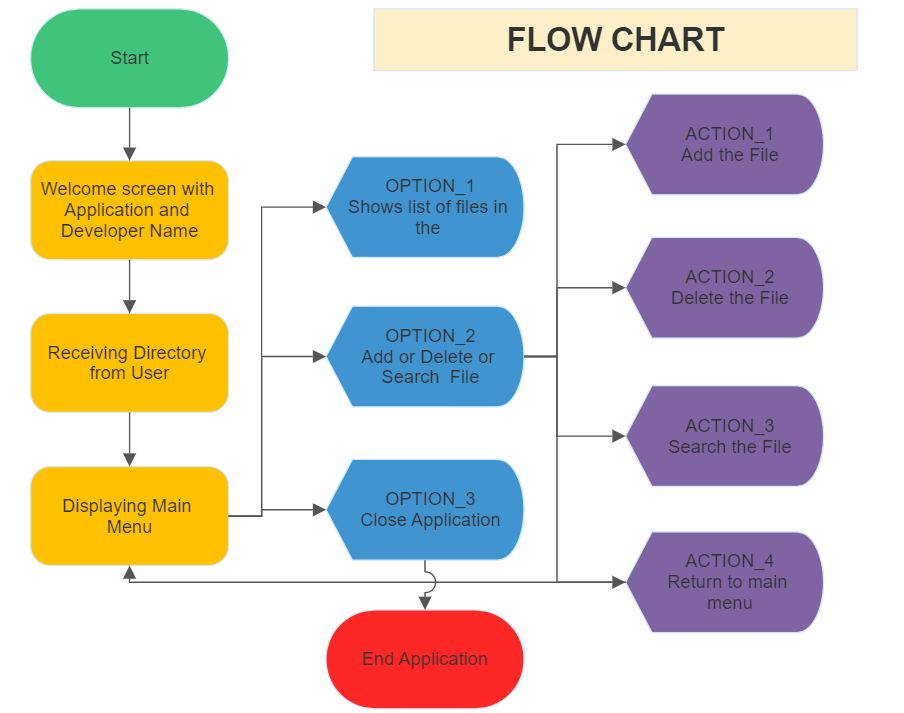 FLOW CHART
Start
Welcome screen with
Application and
Developer Name
Receiving Directory
from User
Displaying Main
Menu
OPTION_1
Shows list of files in
the
OPTION_2
Add or Delete or
Search  File
OPTION_3
Close Application
End Application
ACTION_1
Add the File
ACTION_2
Delete the File
ACTION_3
Search the File
ACTION_4
Return to main
menu